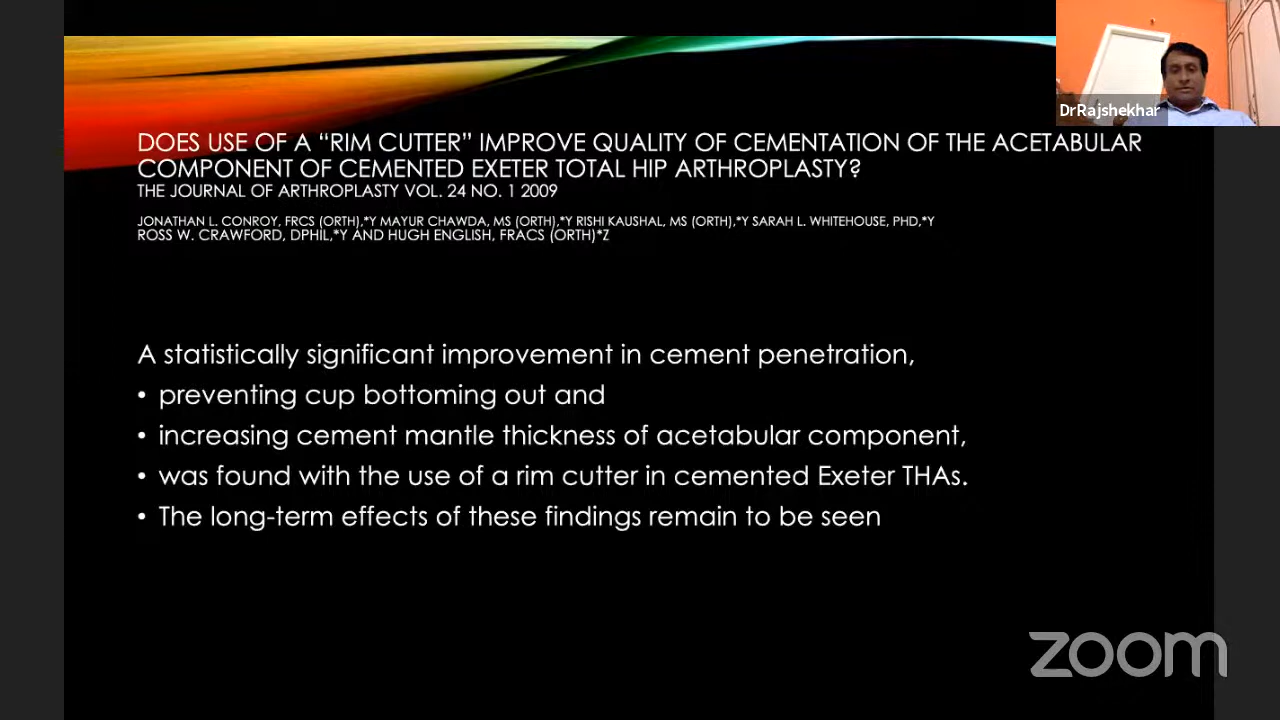 DOES USE OF A “RIM CUTTER” IMPROVE QUALITY OF CEMENTATION OF THE ACETABULAR
COMPONENT OF CEMENTED EXETER TOTAL HIP ARTHROPLASTY?
THE JOURNAL OF ARTHROPLASTY VOL. 24 NO. 1 2009
JONATHAN L. CONROY, FRCS (ORTH),*Y MAYUR CHAWDA, MS (ORTH),*Y RISHI KAUSHAL, MS (ORTH),*Y SARAH L. WHITEHOUSE, PHD,*Y
ROSS W. CRAWFORD, DPHIL,*Y AND HUGH ENGLISH, FRACS (ORTH)*Z
DrRajshekhar
A statistically significant improvement in cement penetration,
• preventing cup bottoming out and
• increasing cement mantle thickness of acetabular component,
• was found with the use of a rim cutter in cemented Exeter THAs.
• The long-term effects of these findings remain to be seen
zoom